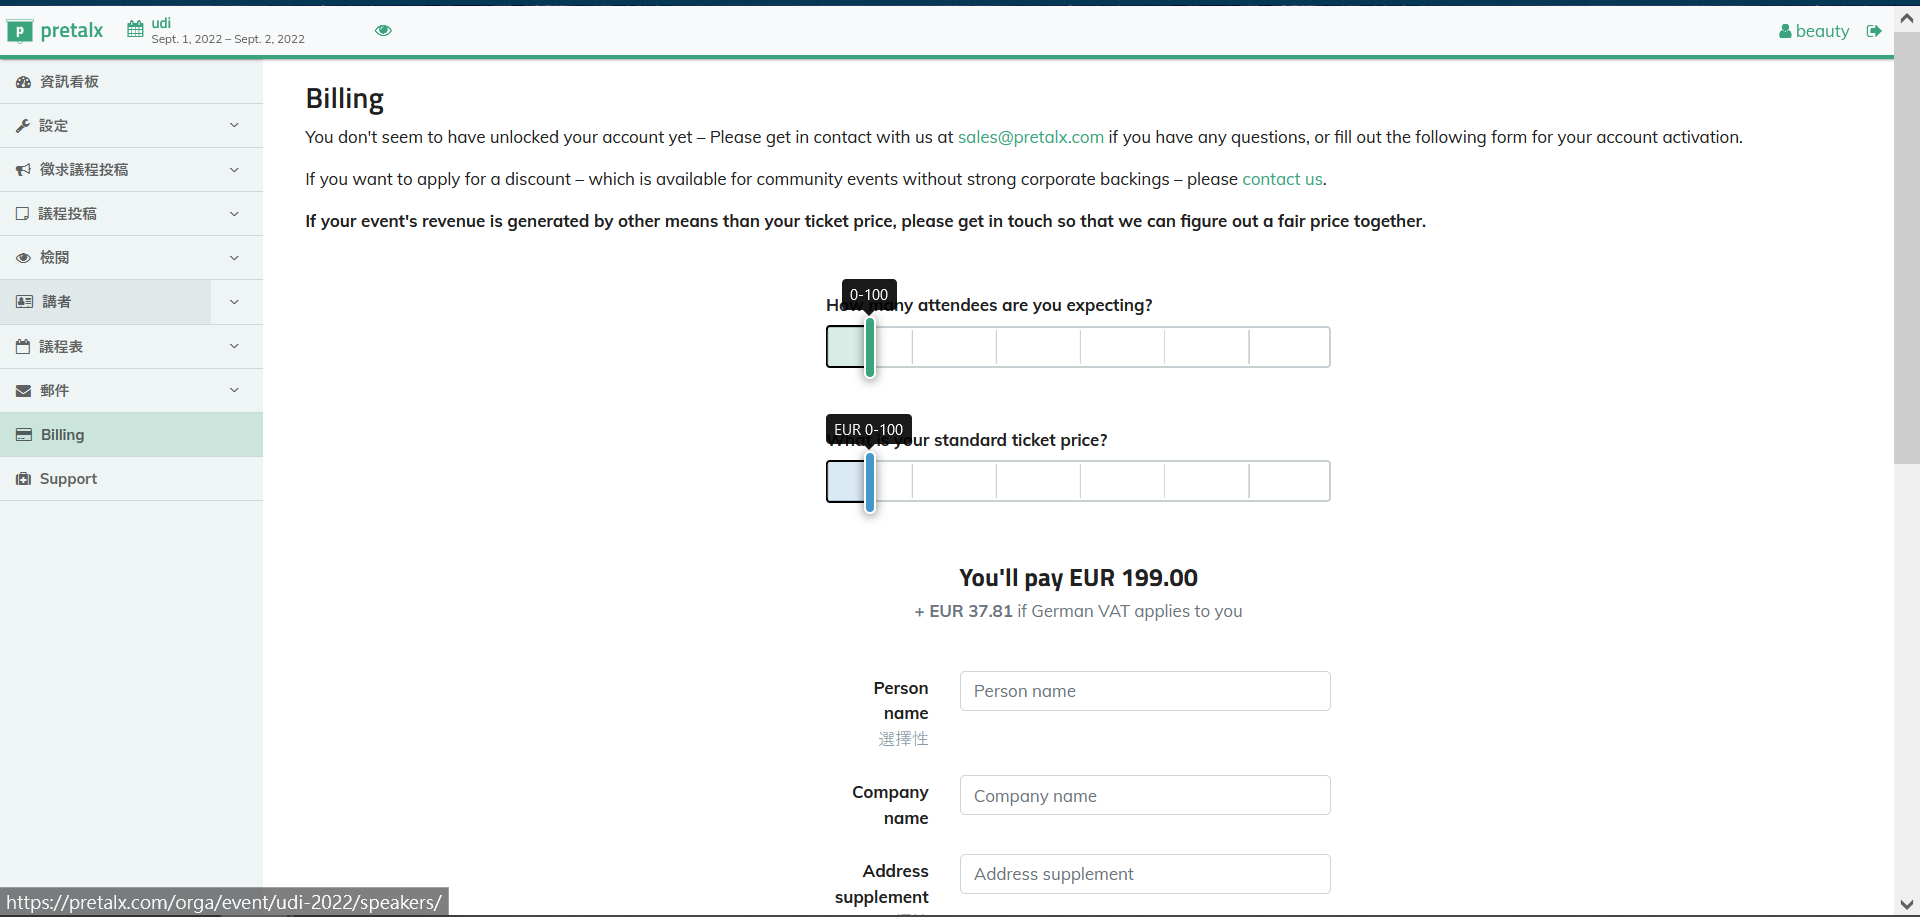 pretalx
udi
Sept. 1, 2022 – Sept. 2, 2022
beauty
資訊看板
設定
徵求議程投稿
議程投稿
檢閱
講者
議程表
郵件
Billing
Support
Billing
You don't seem to have unlocked your account yet – Please get in contact with us at sales@pretalx.com if you have any questions, or fill out the following form for your account activation.
If you want to apply for a discount – which is available for community events without strong corporate backings – please contact us.
If your event's revenue is generated by other means than your ticket price, please get in touch so that we can figure out a fair price together.
0-100
How many attendees are you expecting?
EUR 0-100
What is your standard ticket price?
You'll pay EUR 199.00
+ EUR 37.81 if German VAT applies to you
Person
name
選擇性
Person name
Company
name
Company name
Address
supplement
Address supplement
https://pretalx.com/orga/event/udi-2022/speakers/